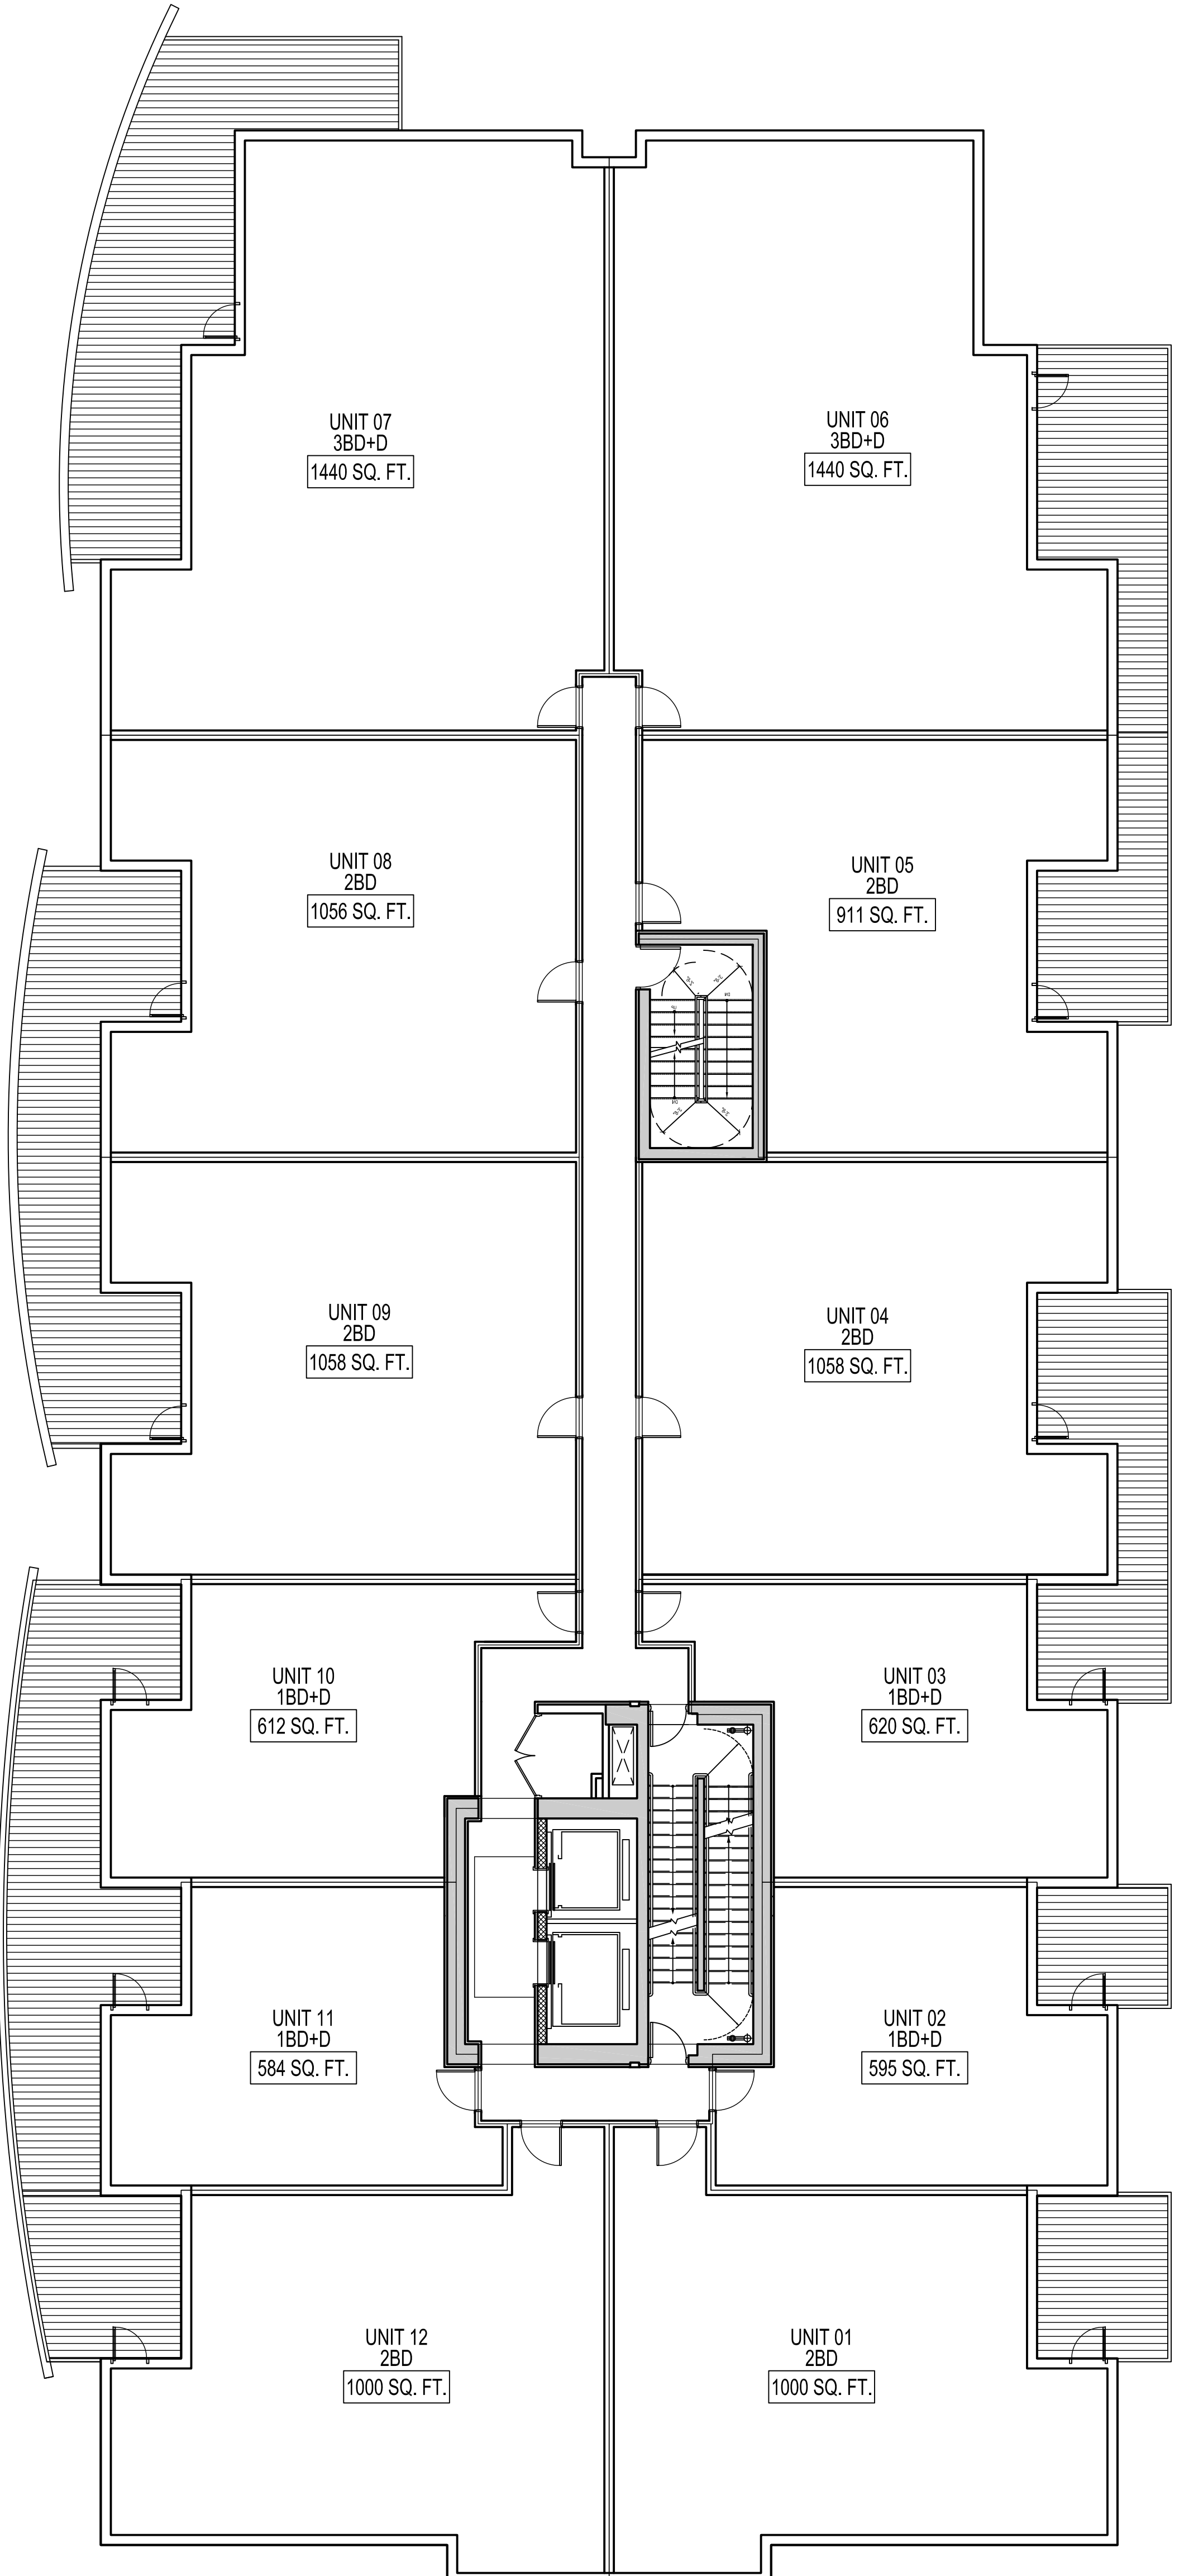 UNIT 07
3BD+D
1440 SQ. FT.
UNIT 06
3BD+D
1440 SQ. FT.
UNIT 08
2BD
1056 SQ. FT.
UNIT 05
2BD
911 SQ. FT.
UNIT 09
2BD
1058 SQ. FT.
UNIT 04
2BD
1058 SQ. FT.
UNIT 10
1BD+D
612 SQ. FT.
UNIT 03
1BD+D
620 SQ. FT.
UNIT 11
1BD+D
584 SQ. FT.
UNIT 02
1BD+D
595 SQ. FT.
UNIT 12
2BD
1000 SQ. FT.
UNIT 01
2BD
1000 SQ. FT.